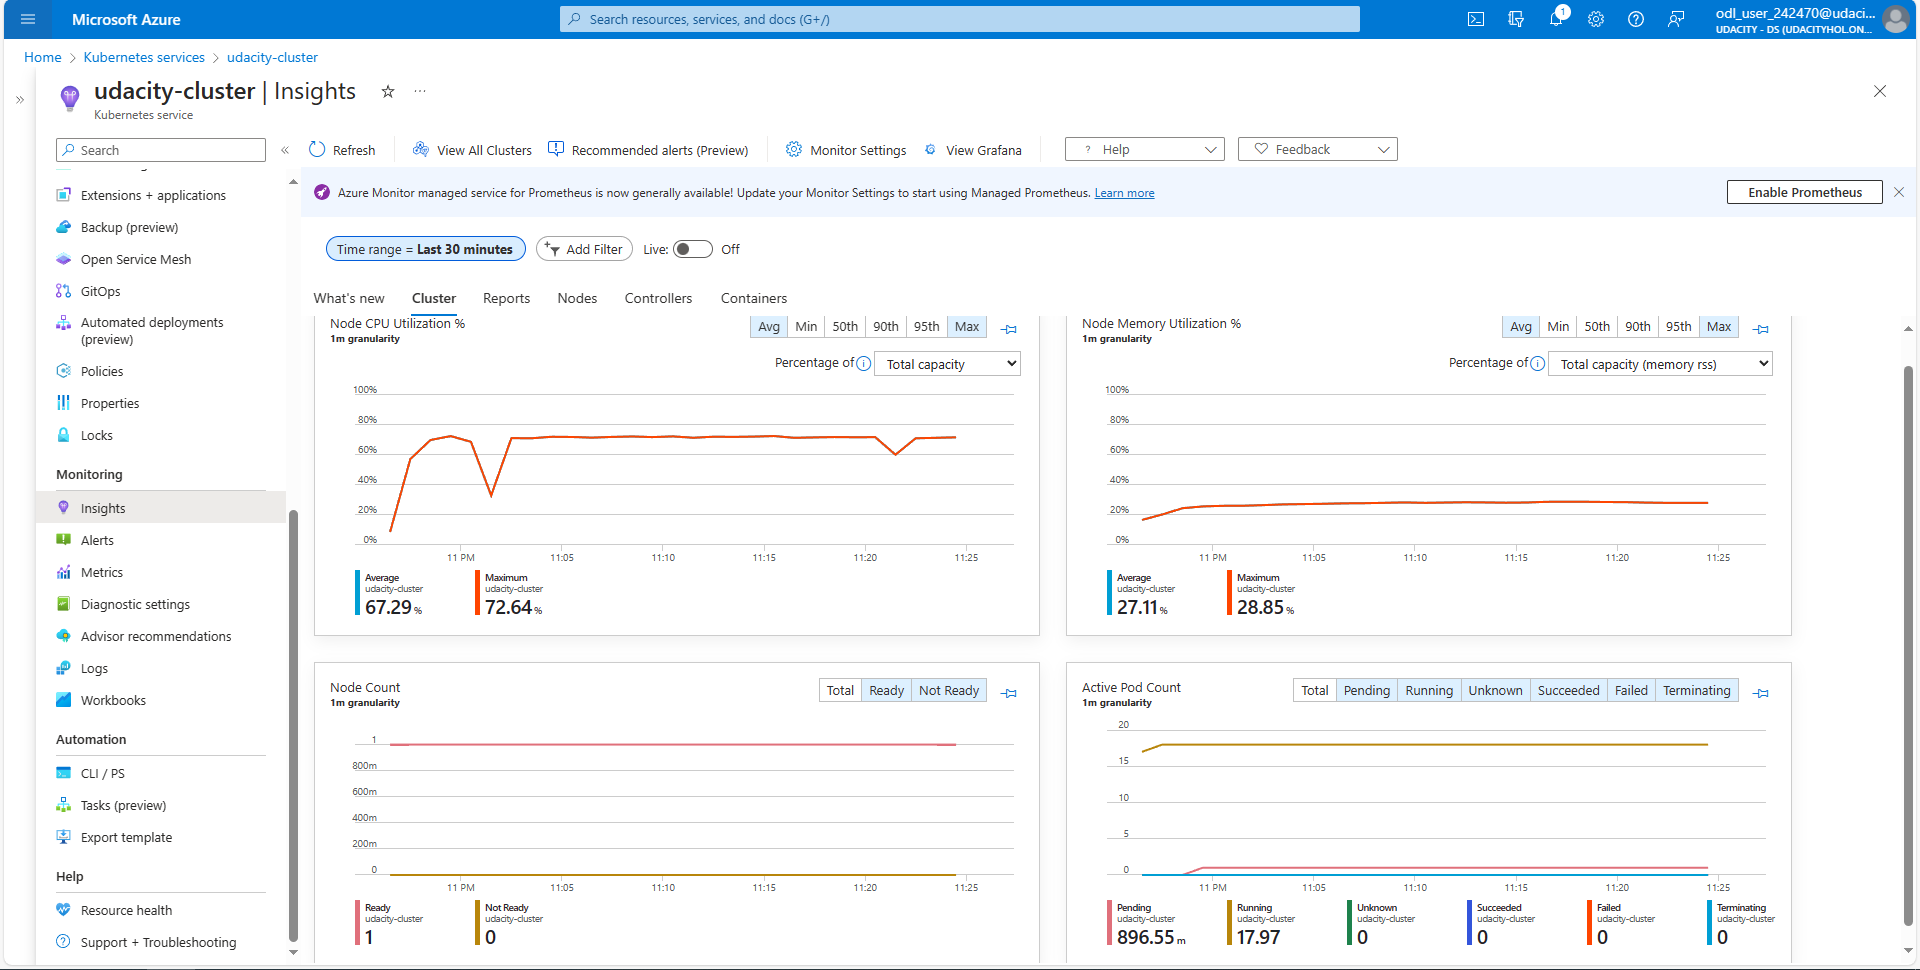 Microsoft Azure
Search resources, services, and docs (G+/)
1
odl_user_242470@udaci...
UDACITY - DS (UDACITYHOL.ON...
Home > Kubernetes services > udacity-cluster
udacity-cluster | Insights
Kubernetes service
Search
Refresh
View All Clusters
Recommended alerts (Preview)
Monitor Settings
View Grafana
? Help
Feedback
Extensions + applications
Backup (preview)
Open Service Mesh
GitOps
Automated deployments
(preview)
Policies
Properties
Locks
Monitoring
Insights
Alerts
Metrics
Diagnostic settings
Advisor recommendations
Logs
Workbooks
Automation
CLI / PS
Tasks (preview)
Export template
Help
Resource health
Support + Troubleshooting
Azure Monitor managed service for Prometheus is now generally available! Update your Monitor Settings to start using Managed Prometheus. Learn more
Enable Prometheus
Time range = Last 30 minutes
Add Filter
Live:
Off
What's new
Cluster
Reports
Nodes
Controllers
Containers
Node CPU Utilization %
1m granularity
Avg Min 50th 90th 95th Max
Percentage of
Total capacity
100%
80%
60%
40%
20%
0%
11 PM 11:05 11:10 11:15 11:20 11:25
Average
udacity-cluster
67.29 %
Maximum
udacity-cluster
72.64 %
Node Memory Utilization %
1m granularity
Avg Min 50th 90th 95th Max
Percentage of
Total capacity (memory rss)
100%
80%
60%
40%
20%
0%
11 PM 11:05 11:10 11:15 11:20 11:25
Average
udacity-cluster
27.11 %
Maximum
udacity-cluster
28.85 %
Node Count
1m granularity
Total Ready Not Ready
1
800m
600m
400m
200m
0
11 PM 11:05 11:10 11:15 11:20 11:25
Ready
udacity-cluster
1
Not Ready
udacity-cluster
0
Active Pod Count
1m granularity
Total Pending Running Unknown Succeeded Failed Terminating
20
15
10
5
0
11 PM 11:05 11:10 11:15 11:20 11:25
Pending
udacity-cluster
896.55 m
Running
udacity-cluster
17.97
Unknown
udacity-cluster
0
Succeeded
udacity-cluster
0
Failed
udacity-cluster
0
Terminating
udacity-cluster
0